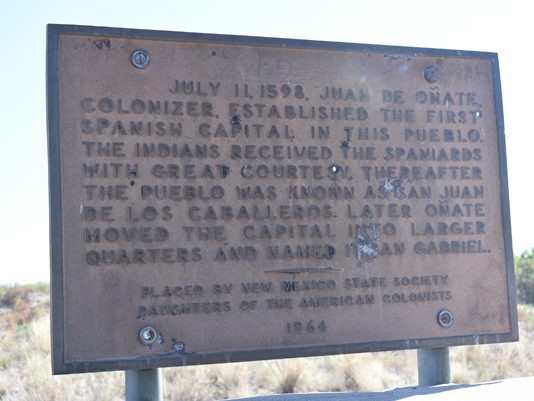 JULY 11, 1598, JUAN DE OÑATE,
COLONIZER, ESTABLISHED THE FIRST
SPANISH CAPITAL IN THIS PUEBLO.
THE INDIANS RECEIVED THE SPANIARDS
WITH GREAT COURTESY. THEREAFTER
THE PUEBLO WAS KNOWN AS SAN JUAN
DE LOS CABALLEROS. LATER OÑATE
MOVED THE CAPITAL INTO LARGER
QUARTERS AND NAMED IT SAN GABRIEL.
PLACED BY NEW MEXICO STATE SOCIETY
DAUGHTERS OF THE AMERICAN COLONISTS
1964